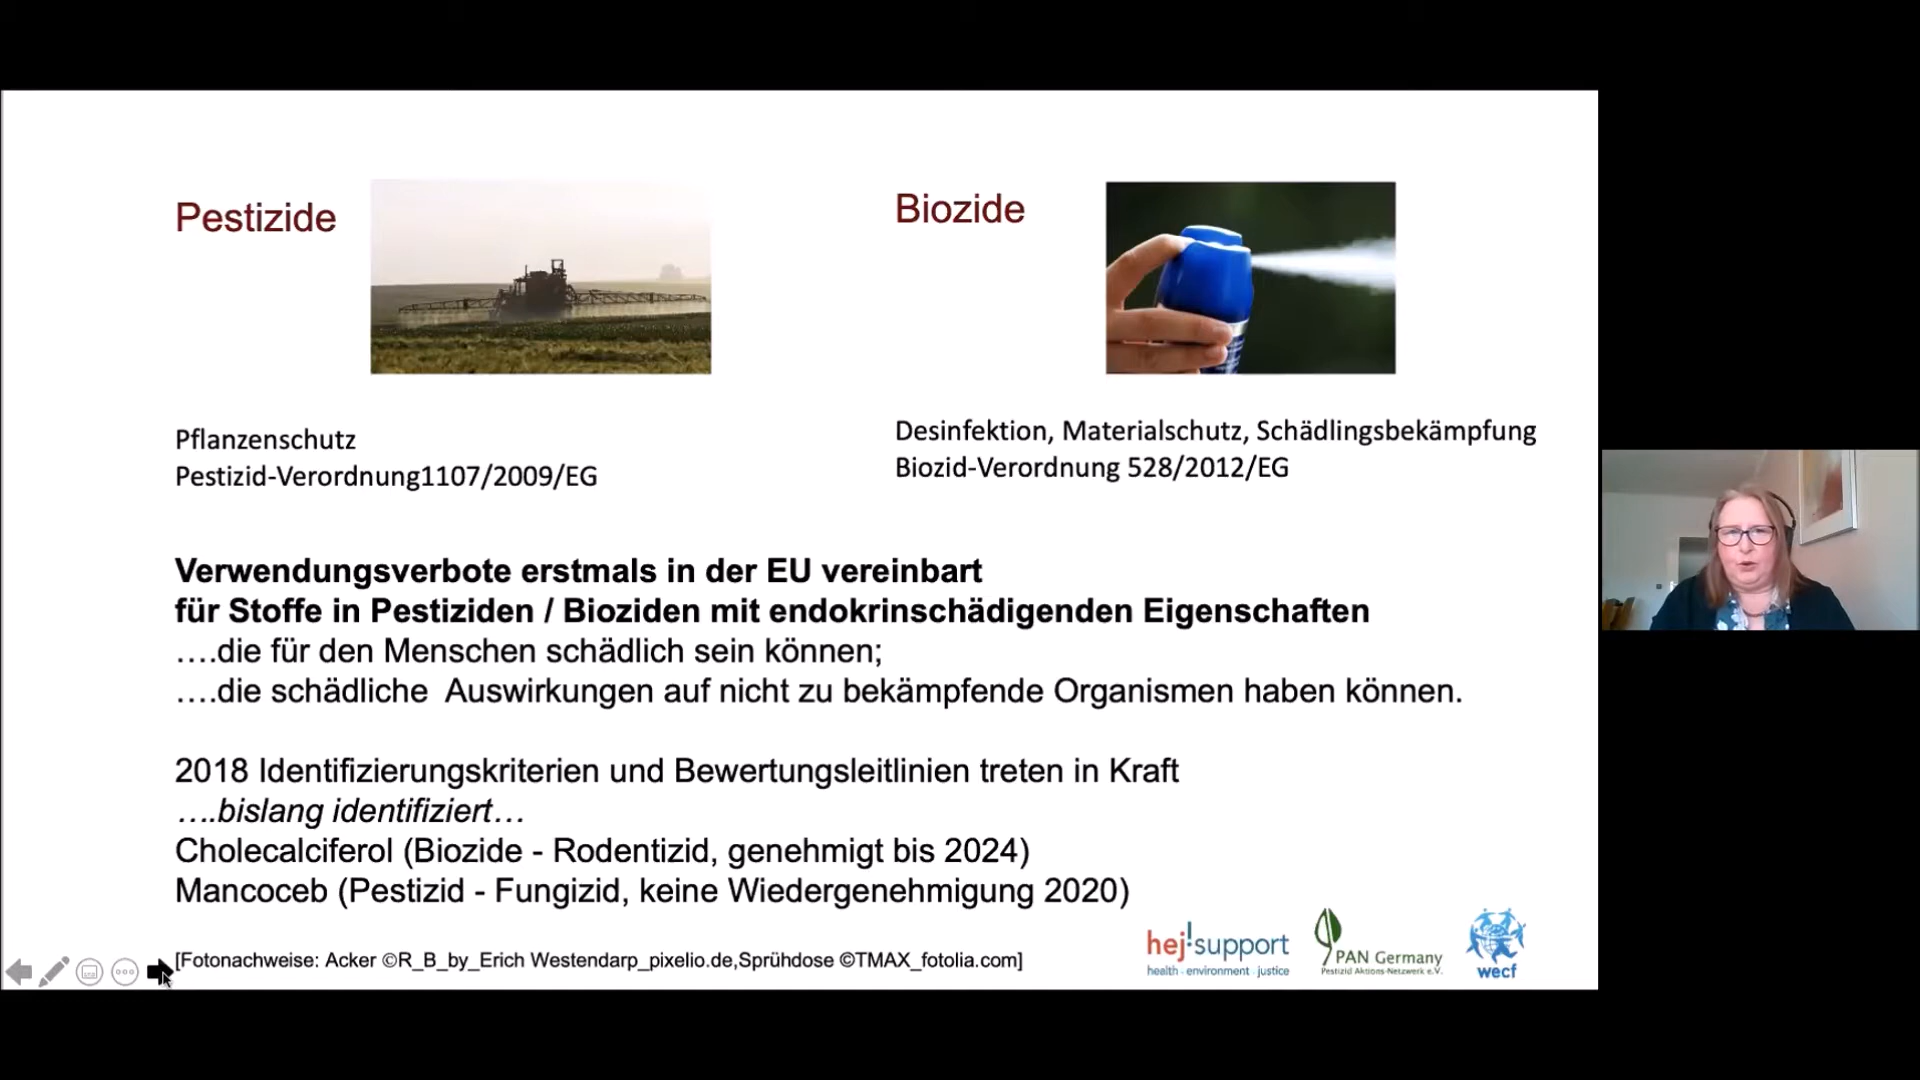 Pestizide
Biozide
Pflanzenschutz
Pestizid-Verordnung1107/2009/EG
Desinfektion, Materialschutz, Schädlingsbekämpfung
Biozid-Verordnung 528/2012/EG
Verwendungsverbote erstmals in der EU vereinbart
für Stoffe in Pestiziden / Bioziden mit endokrinschädigenden Eigenschaften
….die für den Menschen schädlich sein können;
….die schädliche  Auswirkungen auf nicht zu bekämpfende Organismen haben können.
2018 Identifizierungskriterien und Bewertungsleitlinien treten in Kraft
….bislang identifiziert…
Cholecalciferol (Biozide - Rodentizid, genehmigt bis 2024)
Mancoceb (Pestizid - Fungizid, keine Wiedergenehmigung 2020)
[Fotonachweise: Acker ©R_B_by_Erich Westendarp_pixelio.de,Sprühdose ©TMAX_fotolia.com]
hej!support
health - environment - justice
PAN Germany
Pestizid Aktions-Netzwerk e.V.
wecf